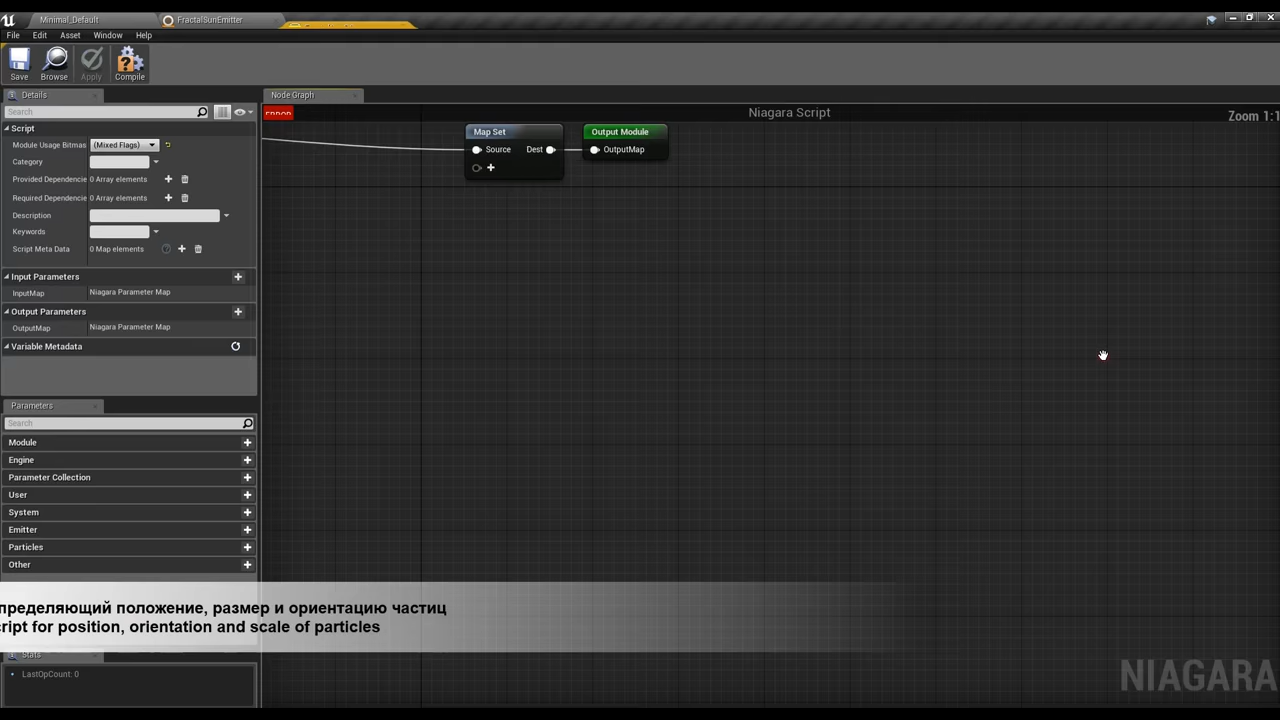 Minimal_Default
FractalSunEmitter
File Edit Asset Window Help
Save Browse Apply Compile
Details
Node Graph
Search
ERROR
Niagara Script
Zoom 1:1
Script
Module Usage Bitmas (Mixed Flags)
Category
Provided Dependencie 0 Array elements
Required Dependencie 0 Array elements
Description
Keywords
Script Meta Data 0 Map elements
Input Parameters
InputMap Niagara Parameter Map
Output Parameters
OutputMap Niagara Parameter Map
Variable Metadata
Map Set
Source Dest
Output Module
OutputMap
Parameters
Search
Module
Engine
Parameter Collection
User
System
Emitter
Particles
Other
пределяющий положение, размер и ориентацию частиц
ript for position, orientation and scale of particles
Stats
LastOpCount: 0
NIAGARA